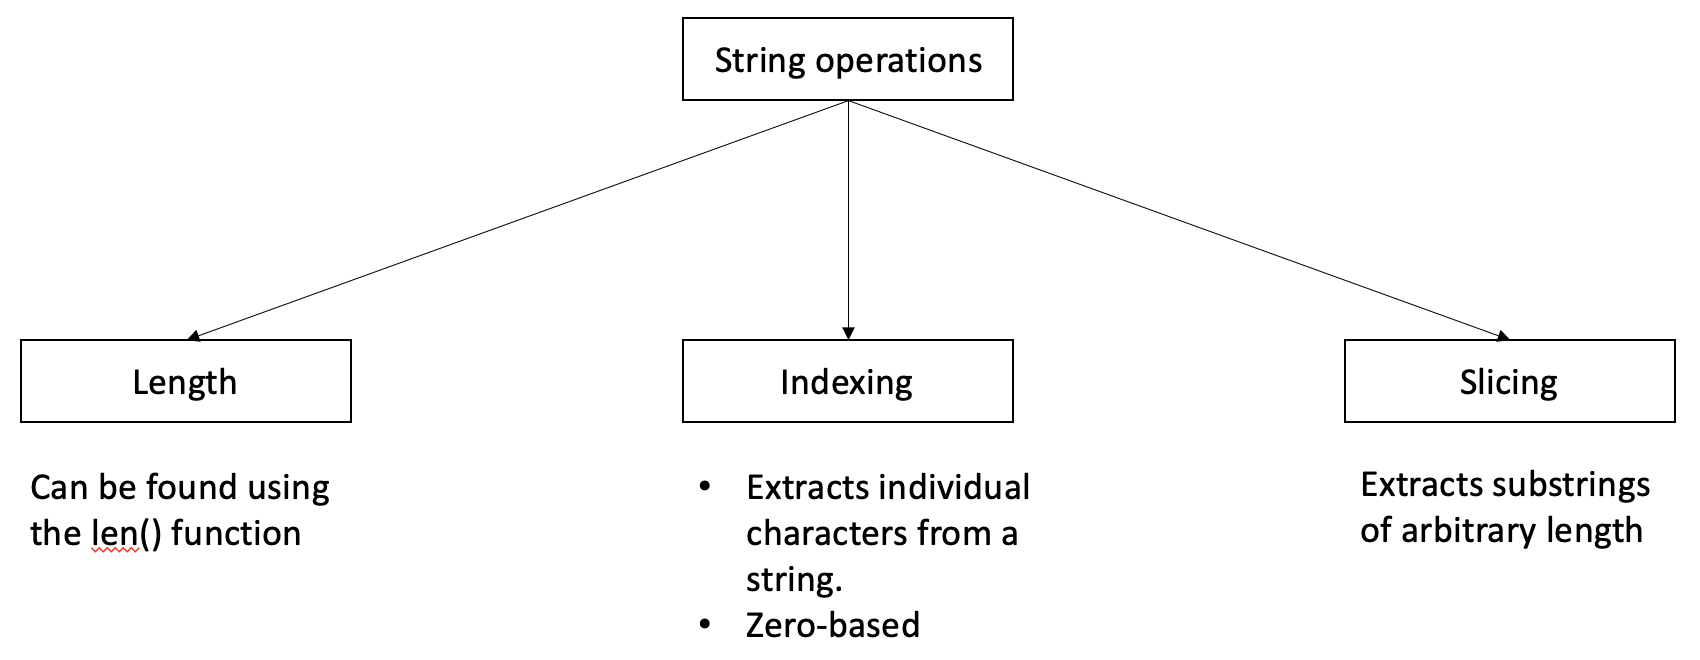 String operations
Length
Indexing
Slicing
Can be found using
the len() function
• Extracts individual
characters from a
string.
• Zero-based
Extracts substrings
of arbitrary length